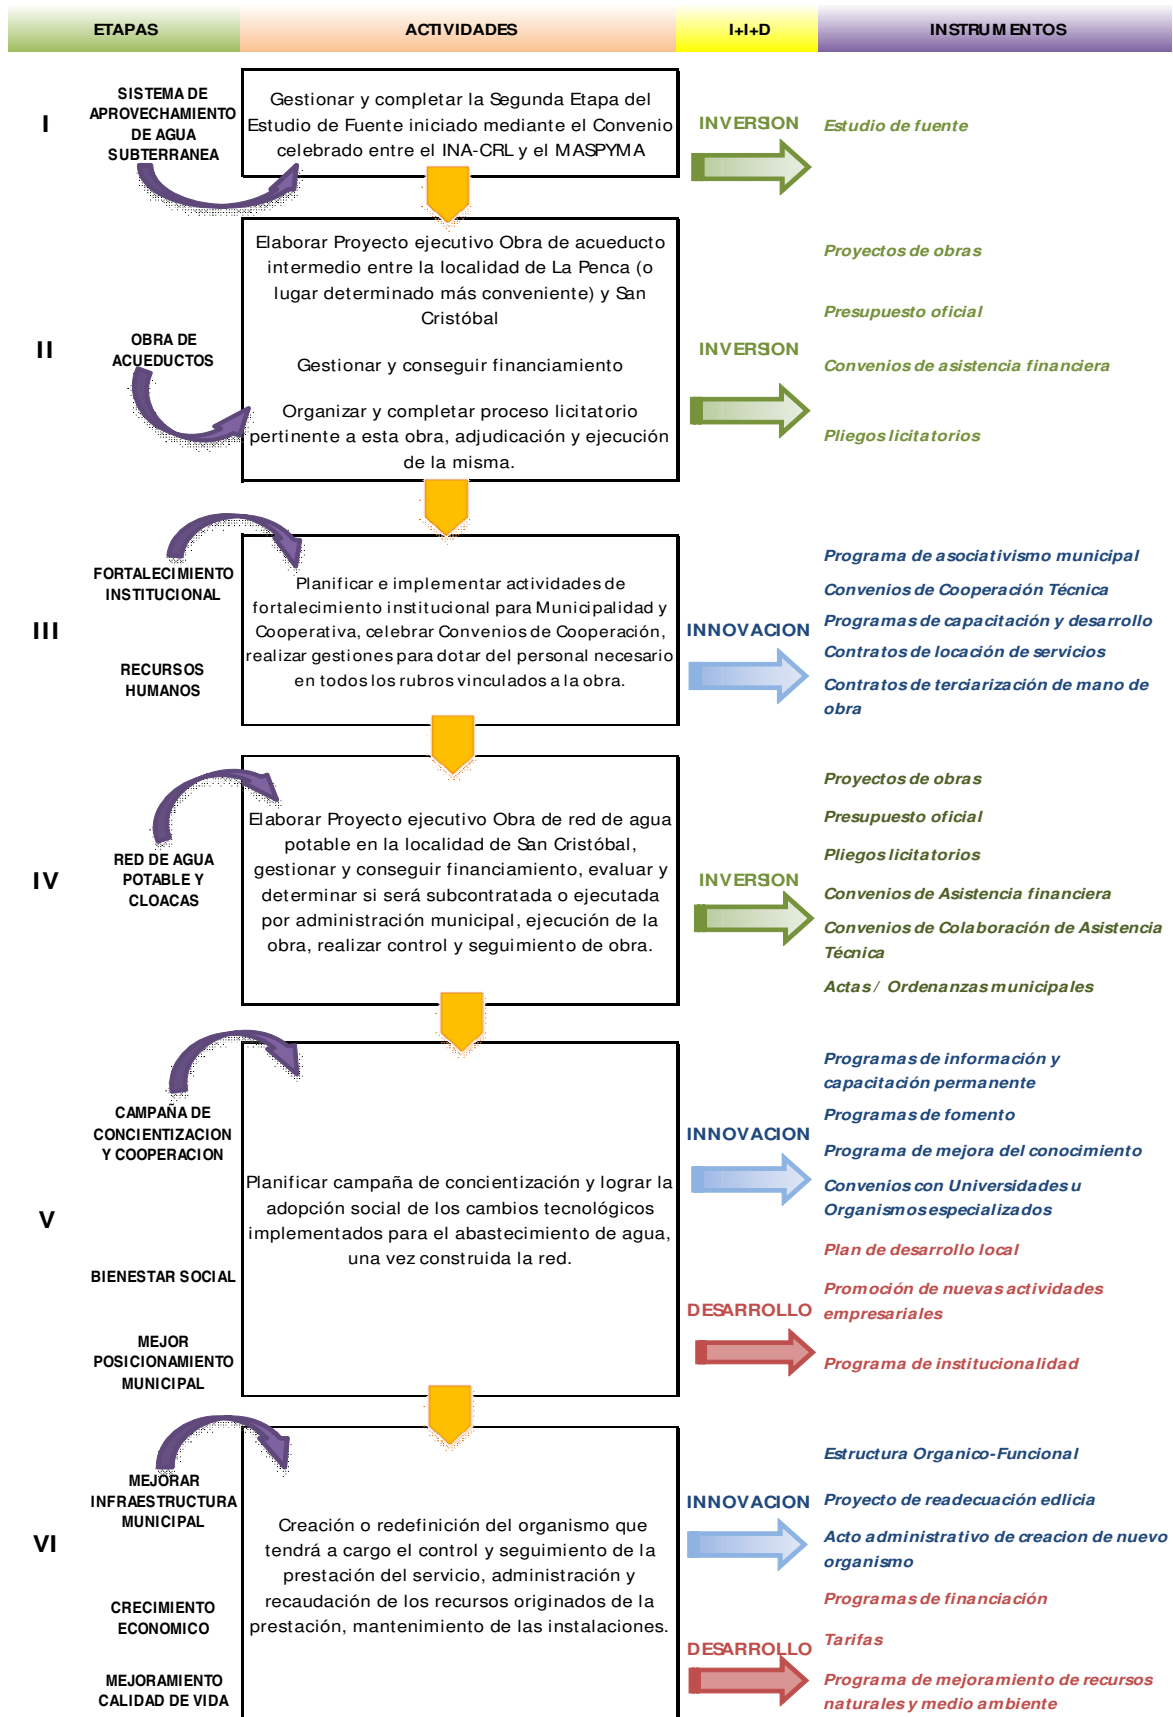 ETAPAS
ACTIVIDADES
I+I+D
INSTRUMENTOS
I
SISTEMA DE
APROVECHAMIENTO
DE AGUA
SUBTERRANEA
Gestionar y completar la Segunda Etapa del
Estudio de Fuente iniciado mediante el Convenio
celebrado entre el INA-CRL y el MASPYMA
INVERSION
Estudio de fuente
II
OBRA DE
ACUEDUCTOS
Elaborar Proyecto ejecutivo Obra de acueducto
intermedio entre la localidad de La Penca (o
lugar determinado más conveniente) y San
Cristóbal
Gestionar y conseguir financiamiento
Organizar y completar proceso licitatorio
pertinente a esta obra, adjudicación y ejecución
de la misma.
INVERSION
Proyectos de obras
Presupuesto oficial
Convenios de asistencia financiera
Pliegos licitatorios
III
FORTALECIMIENTO
INSTITUCIONAL
RECURSOS
HUMANOS
Planificar e implementar actividades de
fortalecimiento institucional para Municipalidad y
Cooperativa, celebrar Convenios de Cooperación,
realizar gestiones para dotar del personal necesario
en todos los rubros vinculados a la obra.
INNOVACION
Programa de asociativismo municipal
Convenios de Cooperación Técnica
Programas de capacitación y desarrollo
Contratos de locación de servicios
Contratos de terciarización de mano de
obra
IV
RED DE AGUA
POTABLE Y
CLOACAS
Elaborar Proyecto ejecutivo Obra de red de agua
potable en la localidad de San Cristóbal,
gestionar y conseguir financiamiento, evaluar y
determinar si será subcontratada o ejecutada
por administración municipal, ejecución de la
obra, realizar control y seguimiento de obra.
INVERSION
Proyectos de obras
Presupuesto oficial
Pliegos licitatorios
Convenios de Asistencia financiera
Convenios de Colaboración de Asistencia
Técnica
Actas / Ordenanzas municipales
V
CAMPAÑA DE
CONCIENTIZACION
Y COOPERACION
BIENESTAR SOCIAL
MEJOR
POSICIONAMIENTO
MUNICIPAL
Planificar campaña de concientización y lograr la
adopción social de los cambios tecnológicos
implementados para el abastecimiento de agua,
una vez construida la red.
INNOVACION
Programas de información y
capacitación permanente
Programas de fomento
Programa de mejora del conocimiento
Convenios con Universidades u
Organismos especializados
DESARROLLO
Plan de desarrollo local
Promoción de nuevas actividades
empresariales
Programa de institucionalidad
VI
MEJORAR
INFRAESTRUCTURA
MUNICIPAL
CRECIMIENTO
ECONOMICO
MEJORAMIENTO
CALIDAD DE VIDA
Creación o redefinición del organismo que
tendrá a cargo el control y seguimiento de la
prestación del servicio, administración y
recaudación de los recursos originados de la
prestación, mantenimiento de las instalaciones.
INNOVACION
Estructura Organico-Funcional
Proyecto de readecuación edlicia
Acto administrativo de creacion de nuevo
organismo
DESARROLLO
Programas de financiación
Tarifas
Programa de mejoramiento de recursos
naturales y medio ambiente